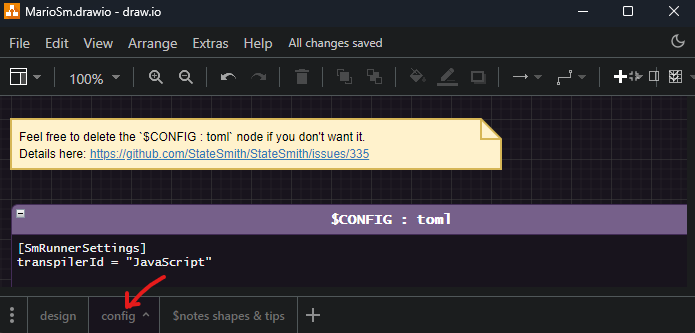 MarioSm.drawio - draw.io
File Edit View Arrange Extras Help All changes saved
100%
Feel free to delete the `$CONFIG : toml` node if you don't want it.
Details here: https://github.com/StateSmith/StateSmith/issues/335
$CONFIG : toml
[SmRunnerSettings]
transpilerId = "JavaScript"
design config $notes shapes & tips